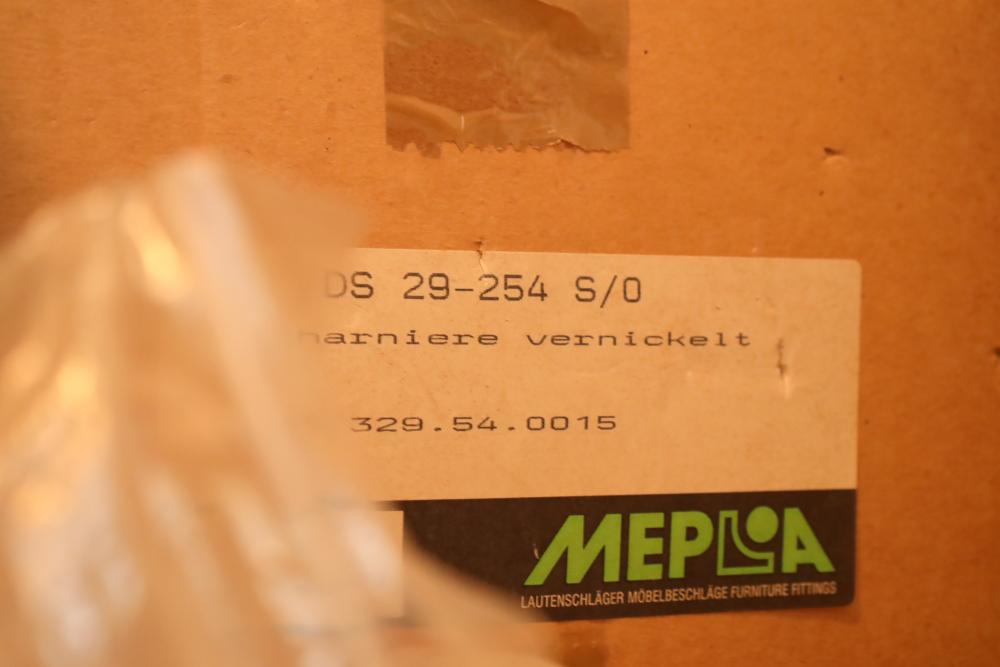 DS 29-254 S/O
harniere vernickelt
329.54.0015
MEPLA
LAUTENSCHLÄGER MÖBELBESCHLÄGE FURNITURE FITTINGS